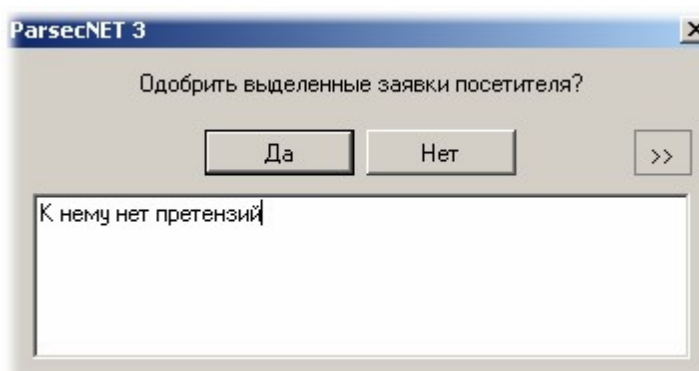 ParsecNET 3
Одобрить выделенные заявки посетителя?
Да Нет >>
К нему нет претензий